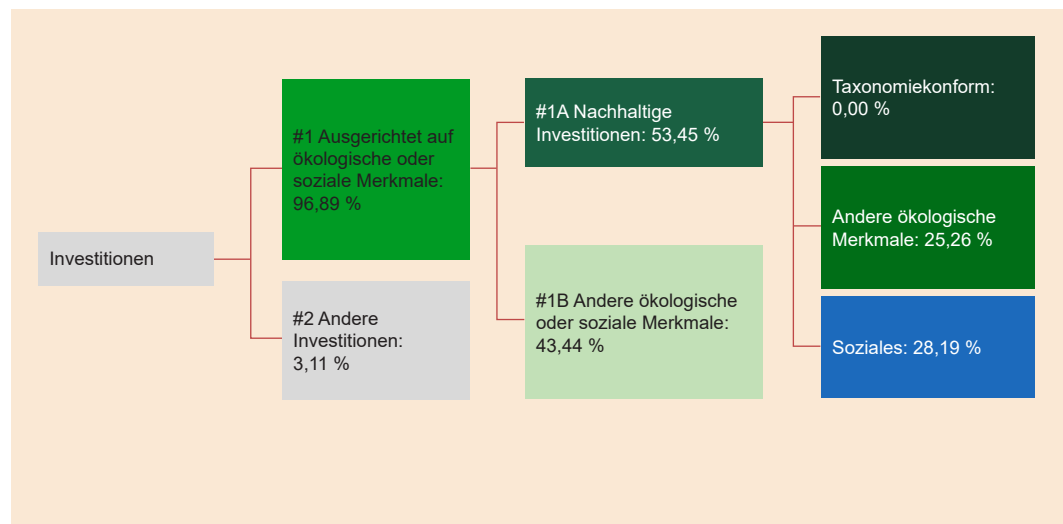 Investitionen
#1 Ausgerichtet auf
ökologische oder
soziale Merkmale:
96,89 %
#2 Andere
Investitionen:
3,11 %
#1A Nachhaltige
Investitionen: 53,45 %
#1B Andere ökologische
oder soziale Merkmale:
43,44 %
Taxonomiekonform:
0,00 %
Andere ökologische
Merkmale: 25,26 %
Soziales: 28,19 %